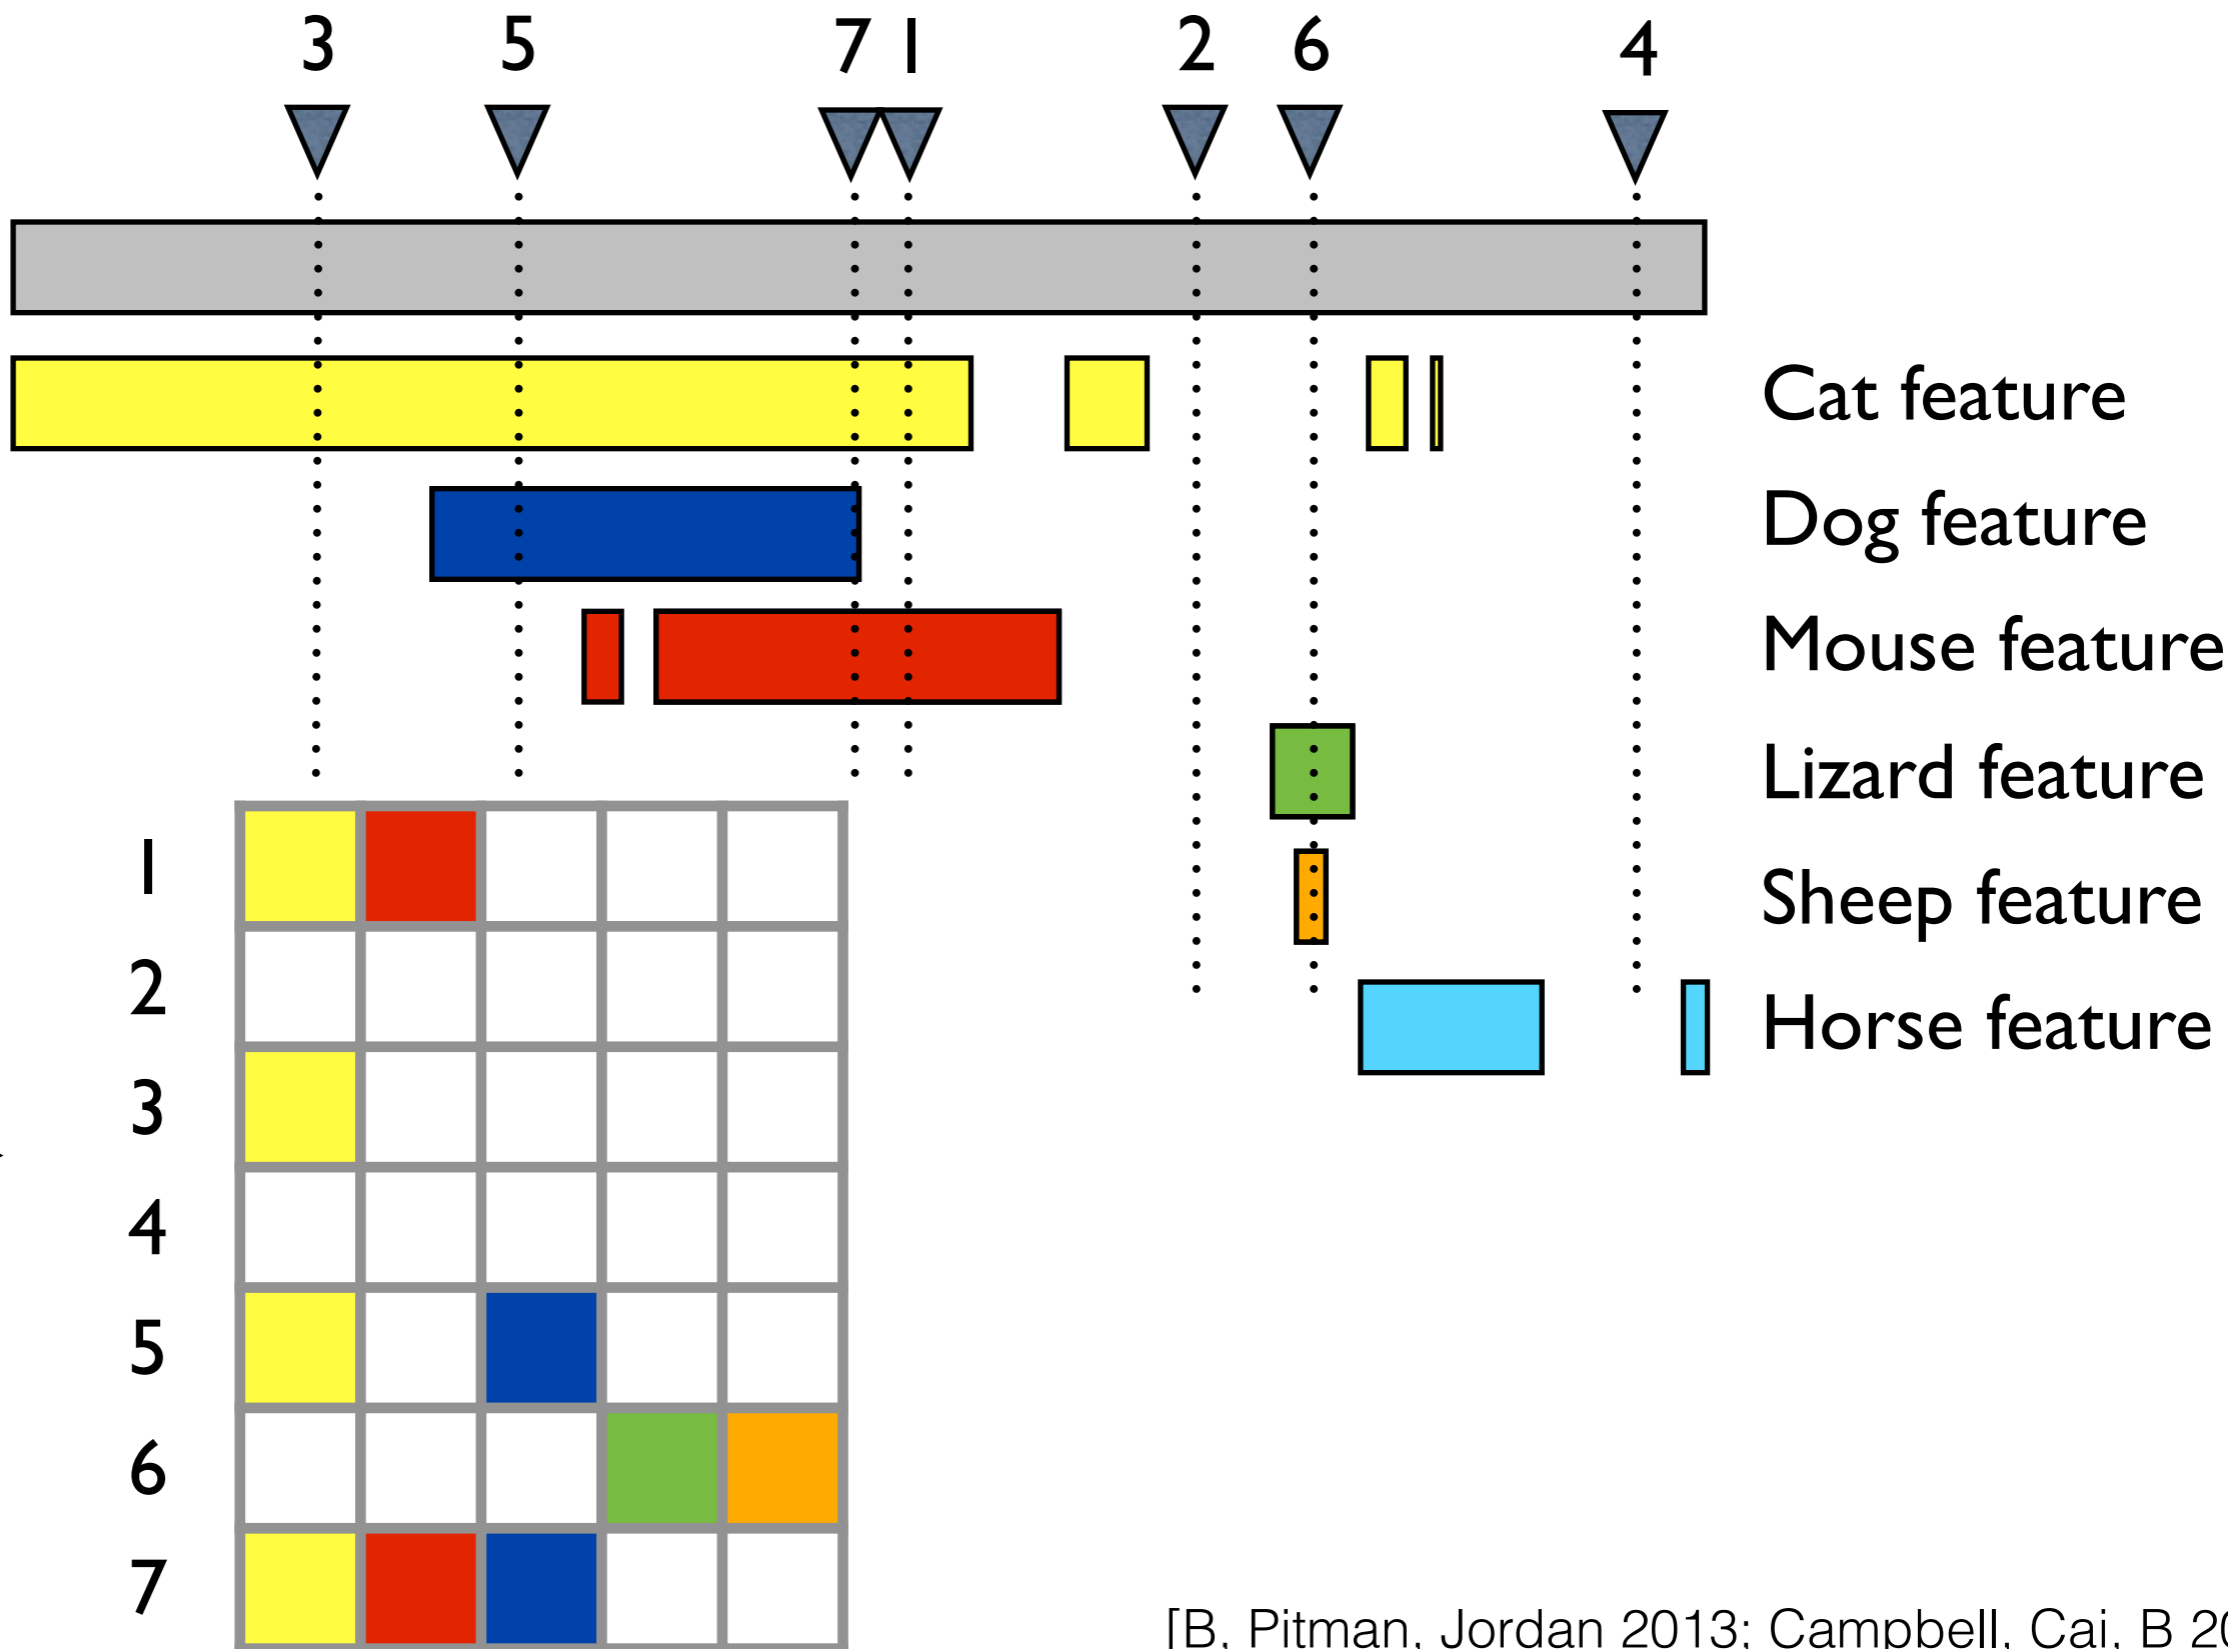 3 5 7 1 2 6 4
Cat feature
Dog feature
Mouse feature
Lizard feature
Sheep feature
Horse feature
1
2
3
4
5
6
7
[B, Pitman, Jordan 2013; Campbell, Cai, B